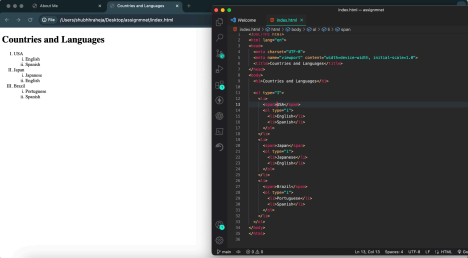 About Me
Countries and Languages
File
/Users/shubhraheja/Desktop/assignmnet/index.html
Countries and Languages
I. USA
i. English
ii. Spanish
II. Japan
i. Japanese
ii. English
III. Brazil
i. Portuguese
ii. Spanish
Welcome
index.html
index.html > html > body > ol > li > span
<html lang="en">
<head>
<meta charset="UTF-8">
<meta name="viewport" content="width=device-width, initial-scale=1.0">
<title>Countries and Languages</title>
</head>
<body>
<h1>Countries and Languages</h1>
<ol type="I">
<li>
<span>USA</span>
<ol type="i">
<li>English</li>
<li>Spanish</li>
</ol>
</li>
<li>
<span>Japan</span>
<ol type="i">
<li>Japanese</li>
<li>English</li>
</ol>
</li>
<li>
<span>Brazil</span>
<ol type="i">
<li>Portuguese</li>
<li>Spanish</li>
</ol>
</li>
</ol>
</body>
</html>
main
Spaces: 4 UTF-8 LF HTML